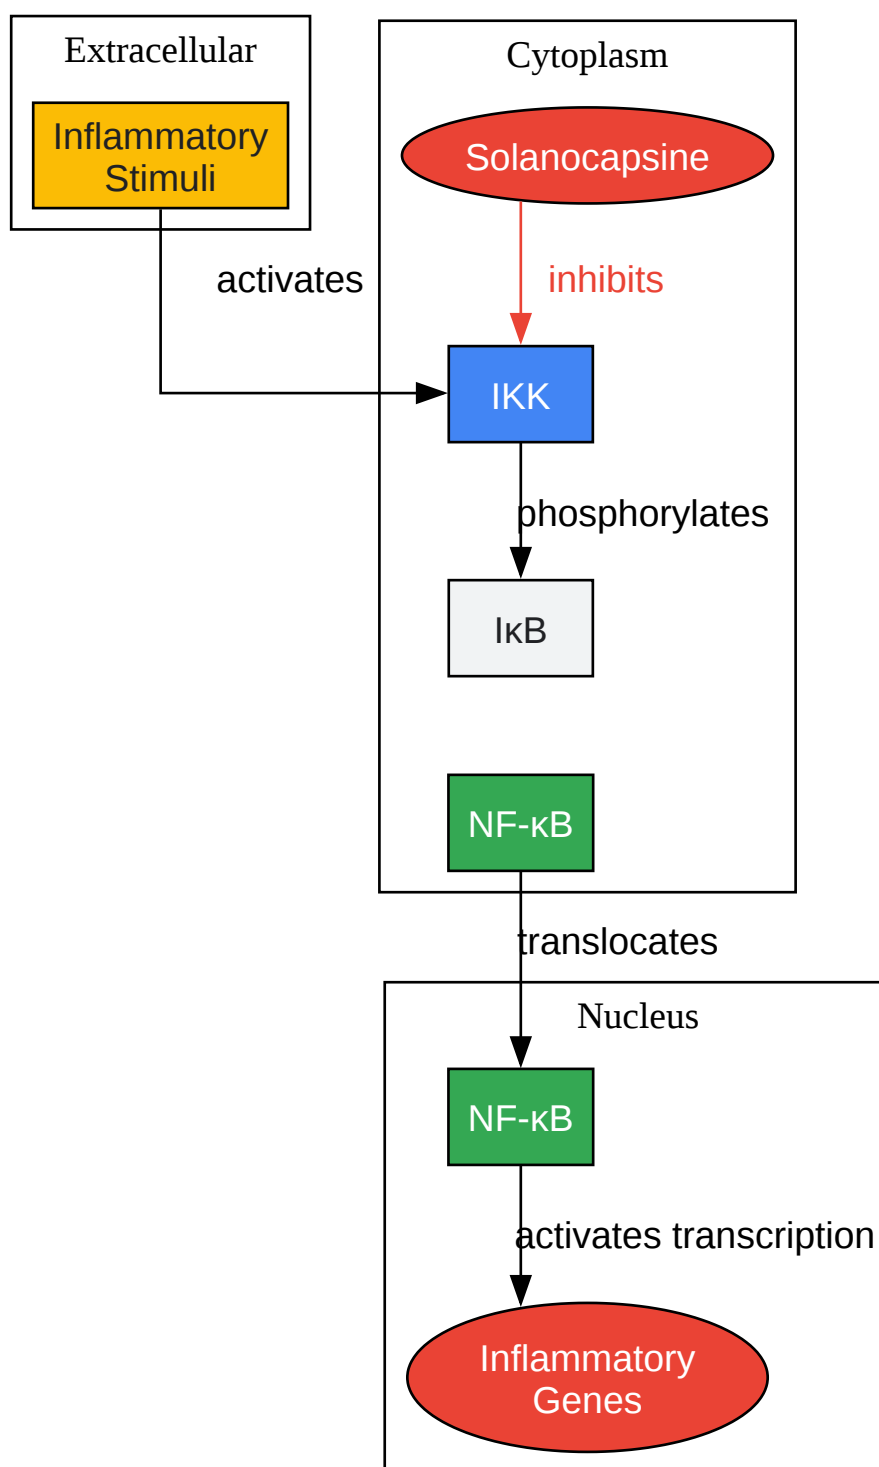 Extracellular
Inflammatory
Stimuli
activates
Cytoplasm
Solanocapsine
inhibits
IKK
phosphorylates
IκB
NF-κB
translocates
Nucleus
NF-κB
activates transcription
Inflammatory
Genes